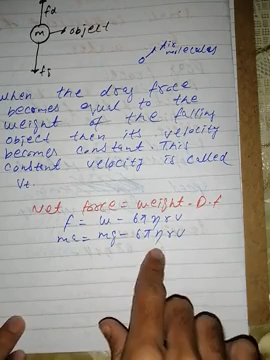 fd
m → object
Air molecules
fg
when the drag force
becomes equal to the
weight of the falling
object then its velocity
becomes constant. This
constant velocity is called
Vt.
Net force = weight - D.f
f = w - 6πηrv
ma = mg - 6πηrv